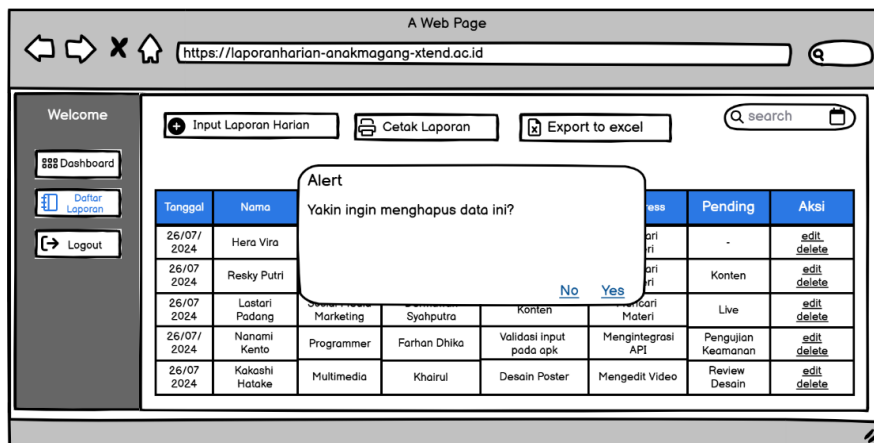 A Web Page
https://laporanharian-anakmagang-xtend.ac.id
Welcome
Dashboard
Daftar
Laporan
Logout
Input Laporan Harian
Cetak Laporan
Export to excel
search
Alert
Yakin ingin menghapus data ini?
No Yes
Tanggal Nama Pending Aksi
26/07/
2024
Hera Vira
-
edit
delete
26/07
2024
Resky Putri
Konten
edit
delete
26/07
2024
Lastari
Padang
Marketing
Syahputra
Konten
Materi
Live
edit
delete
26/07/
2024
Nanami
Kento
Programmer
Farhan Dhika
Validasi input
pada apk
Mengintegrasi
API
Pengujian
Keamanan
edit
delete
26/07
2024
Kakashi
Hatake
Multimedia
Khairul
Desain Poster
Mengedit Video
Review
Desain
edit
delete